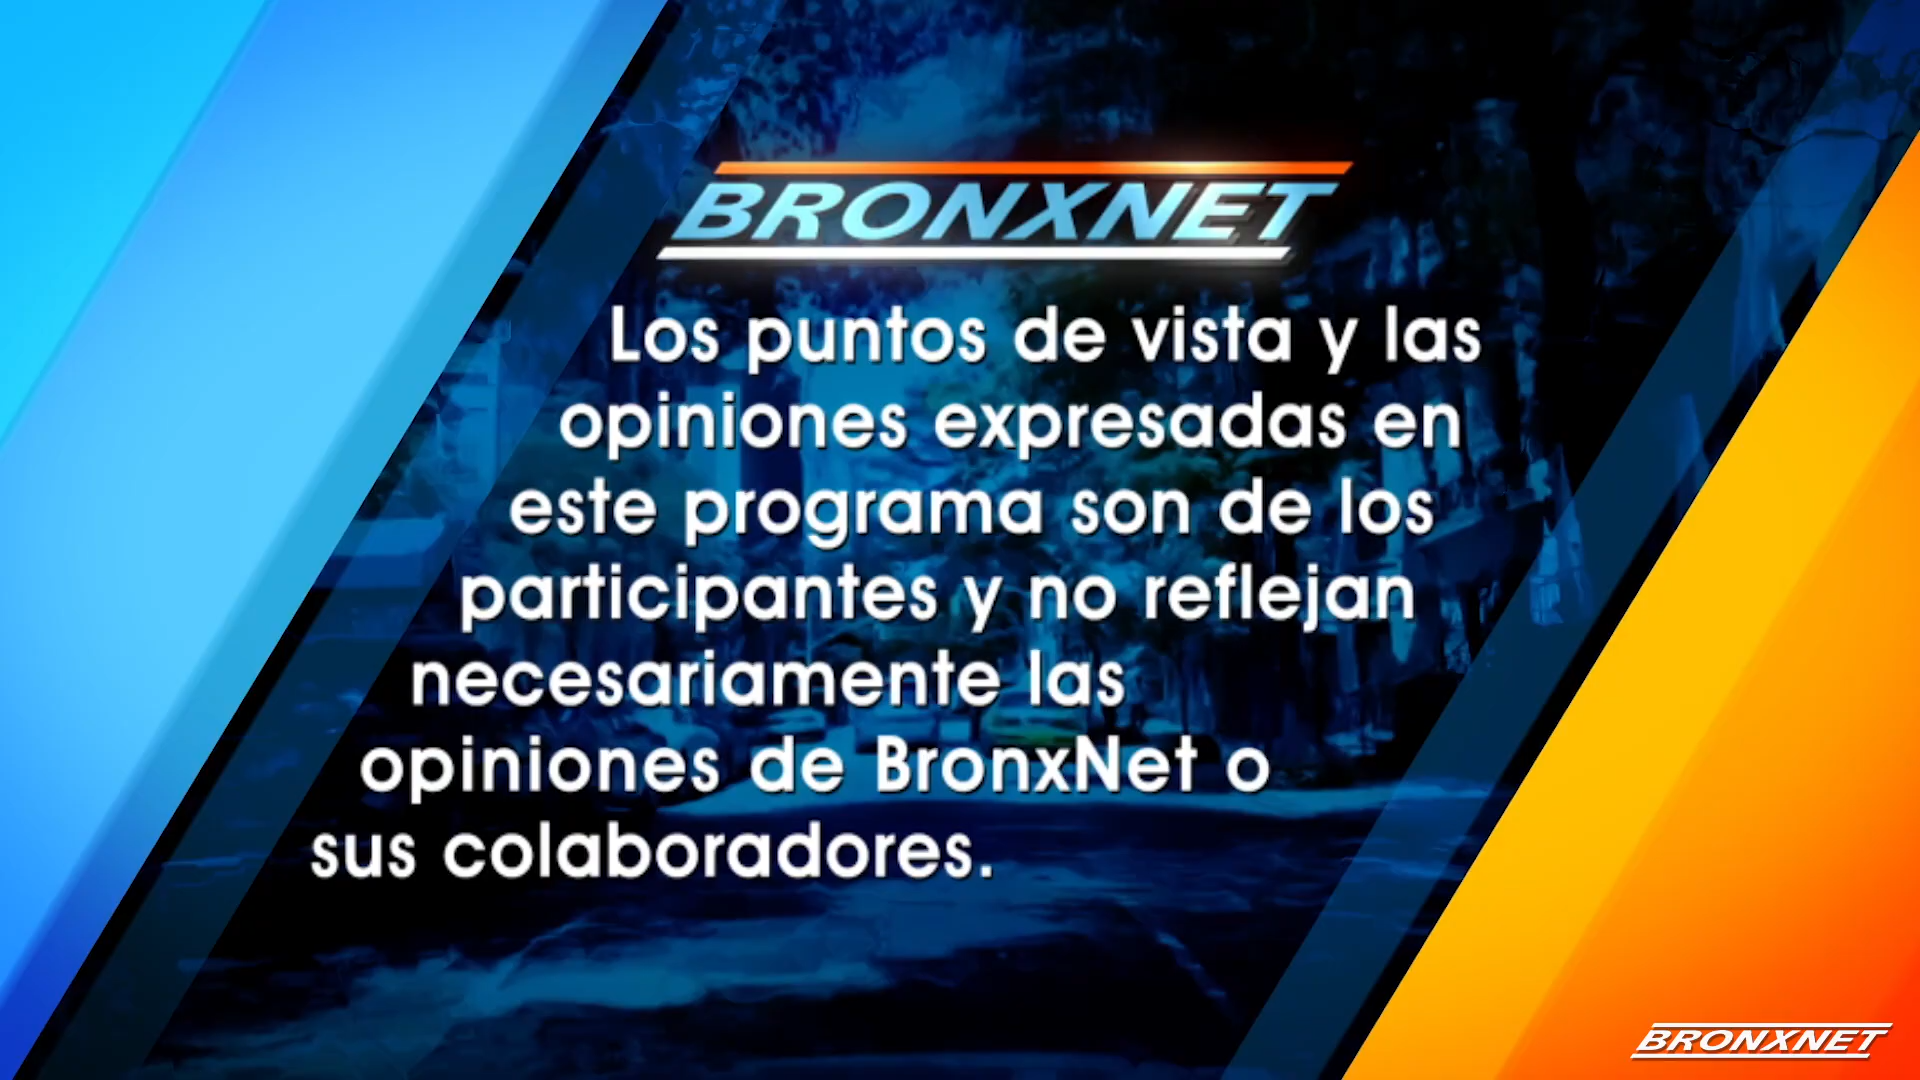 BRONXNET
Los puntos de vista y las
opiniones expresadas en
este programa son de los
participantes y no reflejan
necesariamente las
opiniones de BronxNet o
sus colaboradores.
BRONXNET